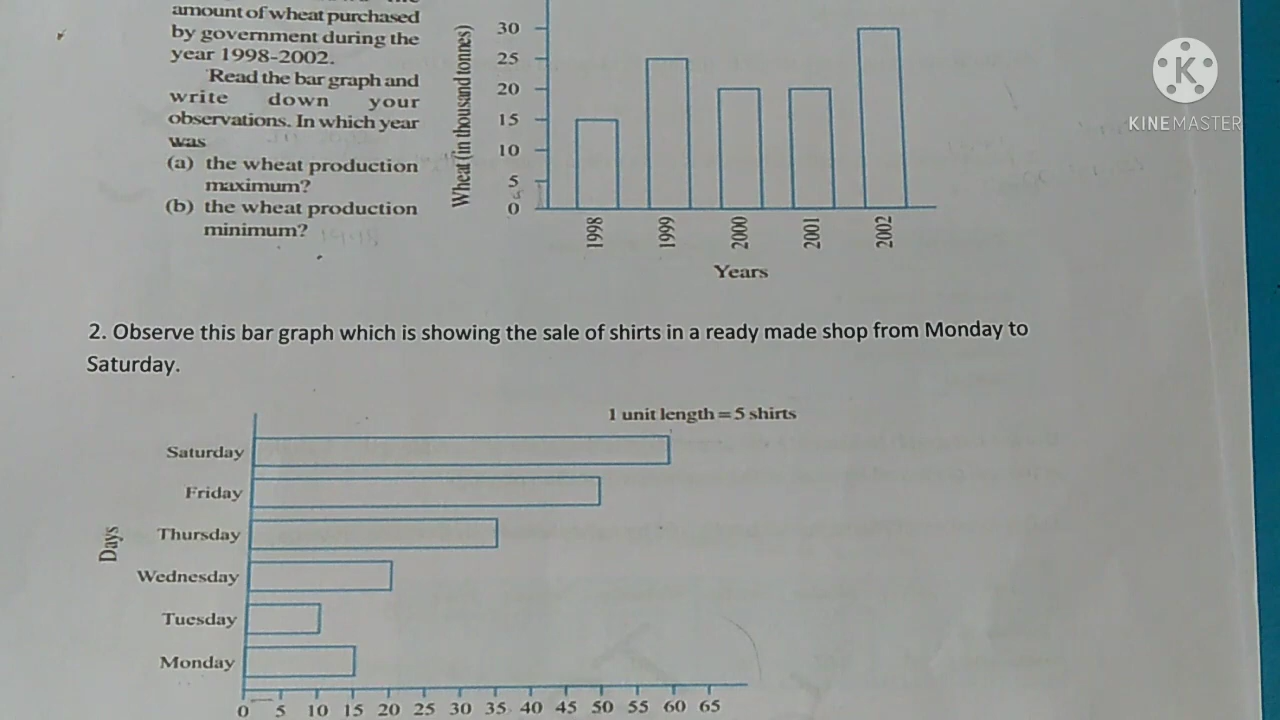 amount of wheat purchased
by government during the
year 1998-2002.
Read the bar graph and
write down your
observations. In which year
was
(a) the wheat production
maximum?
(b) the wheat production
minimum?
Wheat (in thousand tonnes)
30
25
20
15
10
5
0
1998
1999
2000
2001
2002
Years
KINEMASTER
2. Observe this bar graph which is showing the sale of shirts in a ready made shop from Monday to
Saturday.
1 unit length = 5 shirts
Days
Saturday
Friday
Thursday
Wednesday
Tuesday
Monday
0 5 10 15 20 25 30 35 40 45 50 55 60 65